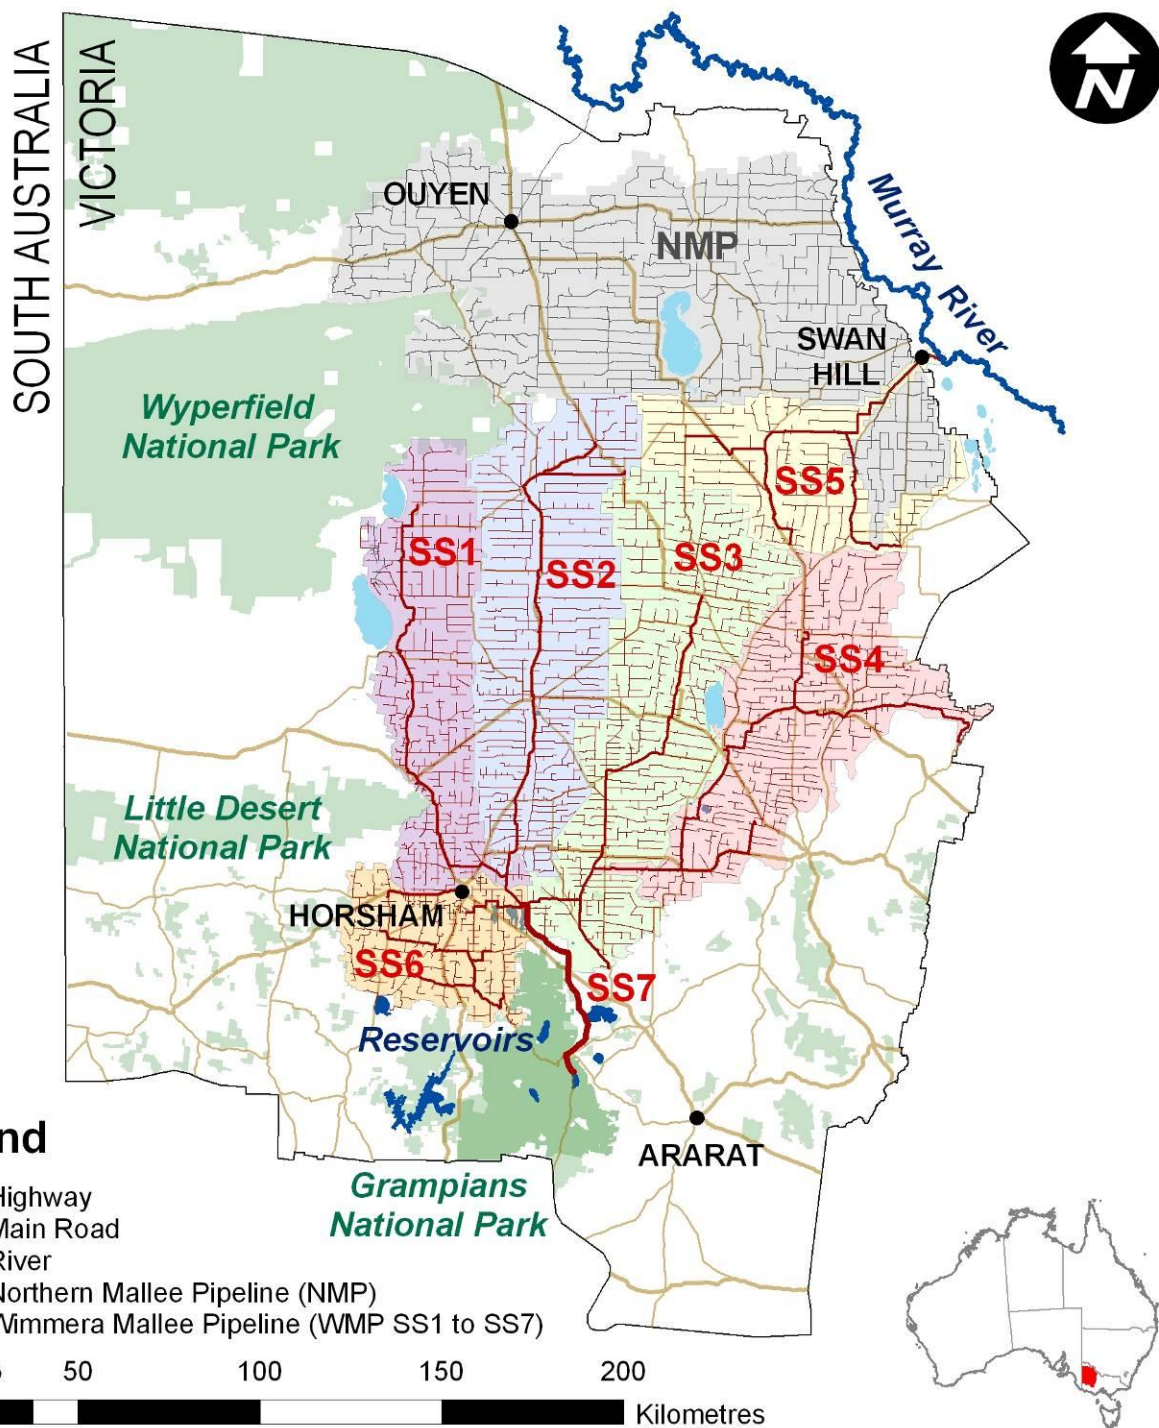 SOUTH AUSTRALIA
VICTORIA
N
OUYEN
NMP
Murray River
SWAN
HILL
Wyperfield
National Park
SS5
SS1
SS2
SS3
SS4
Little Desert
National Park
HORSHAM
SS6
SS7
Reservoirs
ARARAT
Grampians
National Park
nd
Highway
Main Road
River
Northern Mallee Pipeline (NMP)
Wimmera Mallee Pipeline (WMP SS1 to SS7)
50 100 150 200
Kilometres